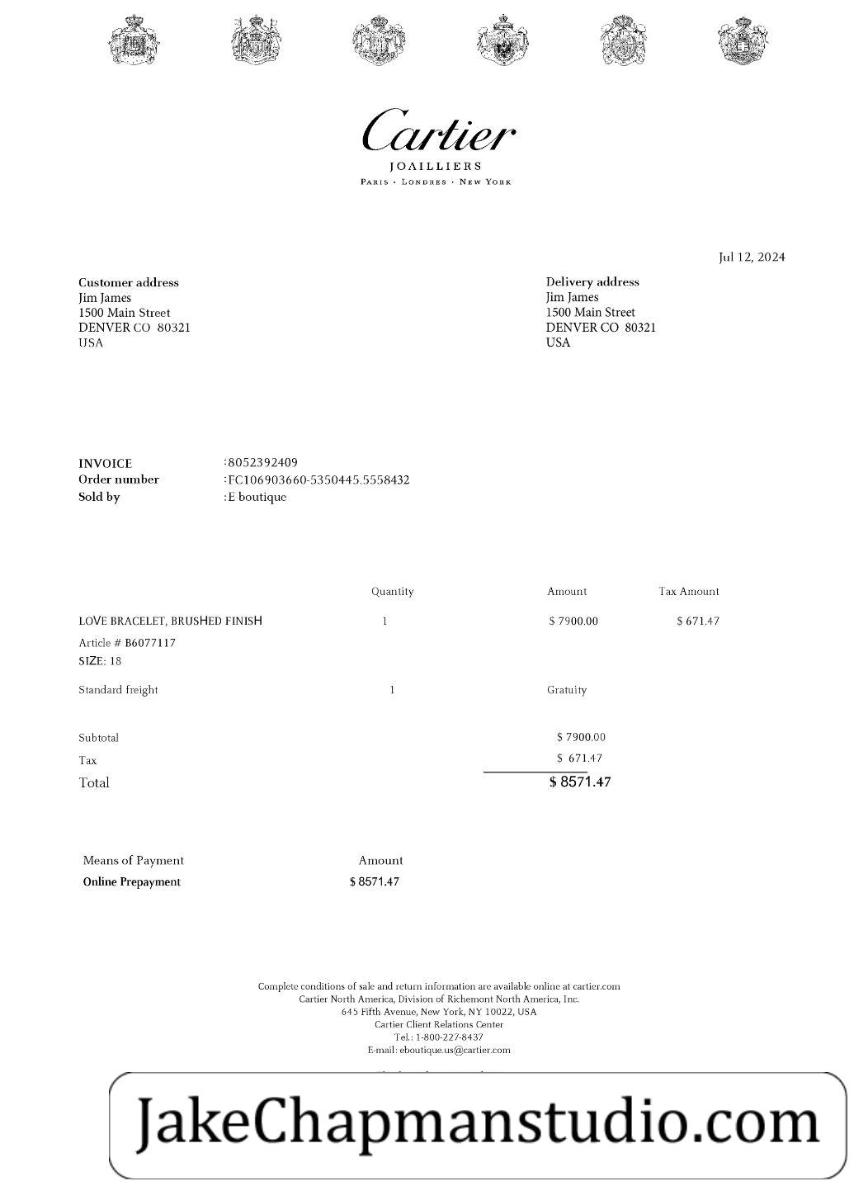 Cartier
JOAILLIERS
PARIS · LONDRES · NEW YORK
Jul 12, 2024
Customer address
Jim James
1500 Main Street
DENVER CO 80321
USA
Delivery address
Jim James
1500 Main Street
DENVER CO 80321
USA
INVOICE :8052392409
Order number :FC106903660-5350445.5558432
Sold by :E boutique
Quantity Amount Tax Amount
LOVE BRACELET, BRUSHED FINISH 1 $ 7900.00 $ 671.47
Article # B6077117
SIZE: 18
Standard freight 1 Gratuity
Subtotal $ 7900.00
Tax $ 671.47
Total $ 8571.47
Means of Payment Amount
Online Prepayment $ 8571.47
Complete conditions of sale and return information are available online at cartier.com
Cartier North America, Division of Richemont North America, Inc.
645 Fifth Avenue, New York, NY 10022, USA
Cartier Client Relations Center
Tel.: 1-800-227-8437
E-mail: eboutique.us@cartier.com
JakeChapmanstudio.com